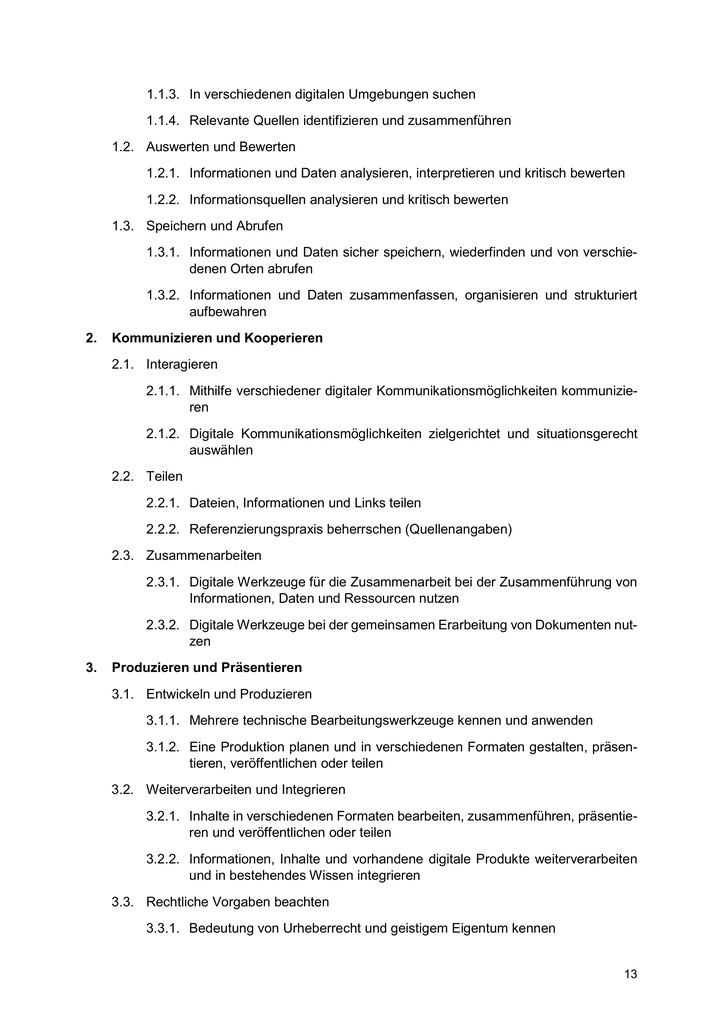 1.1.3. In verschiedenen digitalen Umgebungen suchen
1.1.4. Relevante Quellen identifizieren und zusammenführen
1.2. Auswerten und Bewerten
1.2.1. Informationen und Daten analysieren, interpretieren und kritisch bewerten
1.2.2. Informationsquellen analysieren und kritisch bewerten
1.3. Speichern und Abrufen
1.3.1. Informationen und Daten sicher speichern, wiederfinden und von verschie-
denen Orten abrufen
1.3.2. Informationen und Daten zusammenfassen, organisieren und strukturiert
aufbewahren
2. Kommunizieren und Kooperieren
2.1. Interagieren
2.1.1. Mithilfe verschiedener digitaler Kommunikationsmöglichkeiten kommunizie-
ren
2.1.2. Digitale Kommunikationsmöglichkeiten zielgerichtet und situationsgerecht
auswählen
2.2. Teilen
2.2.1. Dateien, Informationen und Links teilen
2.2.2. Referenzierungspraxis beherrschen (Quellenangaben)
2.3. Zusammenarbeiten
2.3.1. Digitale Werkzeuge für die Zusammenarbeit bei der Zusammenführung von
Informationen, Daten und Ressourcen nutzen
2.3.2. Digitale Werkzeuge bei der gemeinsamen Erarbeitung von Dokumenten nut-
zen
3. Produzieren und Präsentieren
3.1. Entwickeln und Produzieren
3.1.1. Mehrere technische Bearbeitungswerkzeuge kennen und anwenden
3.1.2. Eine Produktion planen und in verschiedenen Formaten gestalten, präsen-
tieren, veröffentlichen oder teilen
3.2. Weiterverarbeiten und Integrieren
3.2.1. Inhalte in verschiedenen Formaten bearbeiten, zusammenführen, präsentie-
ren und veröffentlichen oder teilen
3.2.2. Informationen, Inhalte und vorhandene digitale Produkte weiterverarbeiten
und in bestehendes Wissen integrieren
3.3. Rechtliche Vorgaben beachten
3.3.1. Bedeutung von Urheberrecht und geistigem Eigentum kennen
13